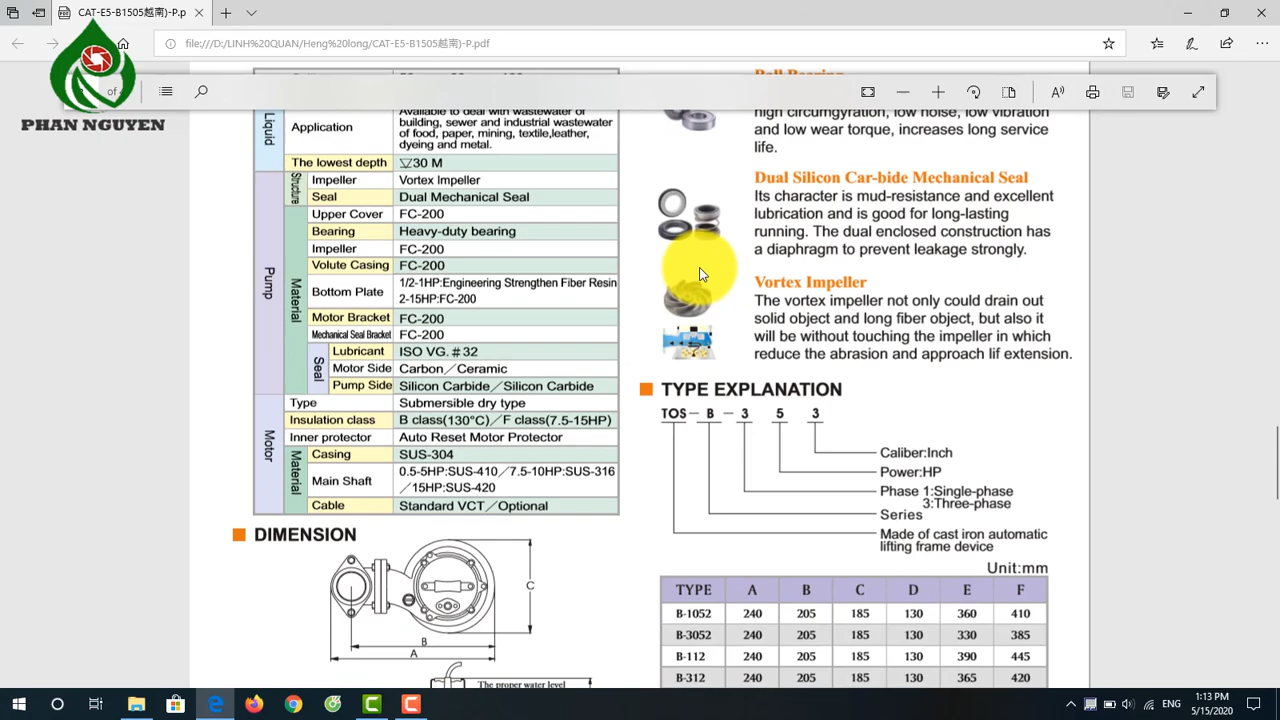 CAT-E5-B1505越南)-P.pdf
file:///D:/LINH%20QUAN/Heng%20long/CAT-E5-B1505越南)-P.pdf
of
PHAN NGUYEN
Liquid
Application
Available to deal with wastewater of
building, sewer and industrial wastewater
of food, paper, mining, textile,leather,
dyeing and metal.
The lowest depth
▽30 M
Pump
Structure
Impeller
Vortex Impeller
Seal
Dual Mechanical Seal
Material
Upper Cover
FC-200
Bearing
Heavy-duty bearing
Impeller
FC-200
Volute Casing
FC-200
Bottom Plate
1/2-1HP:Engineering Strengthen Fiber Resin
2-15HP:FC-200
Motor Bracket
FC-200
Mechanical Seal Bracket
FC-200
Seal
Lubricant
ISO VG.#32
Motor Side
Carbon/Ceramic
Pump Side
Silicon Carbide/Silicon Carbide
Motor
Type
Submersible dry type
Insulation class
B class(130°C)/F class(7.5-15HP)
Inner protector
Auto Reset Motor Protector
Material
Casing
SUS-304
Main Shaft
0.5-5HP:SUS-410/7.5-10HP:SUS-316
/15HP:SUS-420
Cable
Standard VCT/Optional
DIMENSION
C
B
A
The proper water level
Ball Bearing
high circumgyration, low noise, low vibration
and low wear torque, increases long service
life.
Dual Silicon Car-bide Mechanical Seal
Its character is mud-resistance and excellent
lubrication and is good for long-lasting
running. The dual enclosed construction has
a diaphragm to prevent leakage strongly.
Vortex Impeller
The vortex impeller not only could drain out
solid object and long fiber object, but also it
will be without touching the impeller in which
reduce the abrasion and approach lif extension.
TYPE EXPLANATION
TOS - B - 3 5 3
Caliber:Inch
Power:HP
Phase 1:Single-phase
3:Three-phase
Series
Made of cast iron automatic
lifting frame device
Unit:mm
TYPE A B C D E F
B-1052 240 205 185 130 360 410
B-3052 240 205 185 130 330 385
B-112 240 205 185 130 390 445
B-312 240 205 185 130 365 420
ENG
1:13 PM
5/15/2020